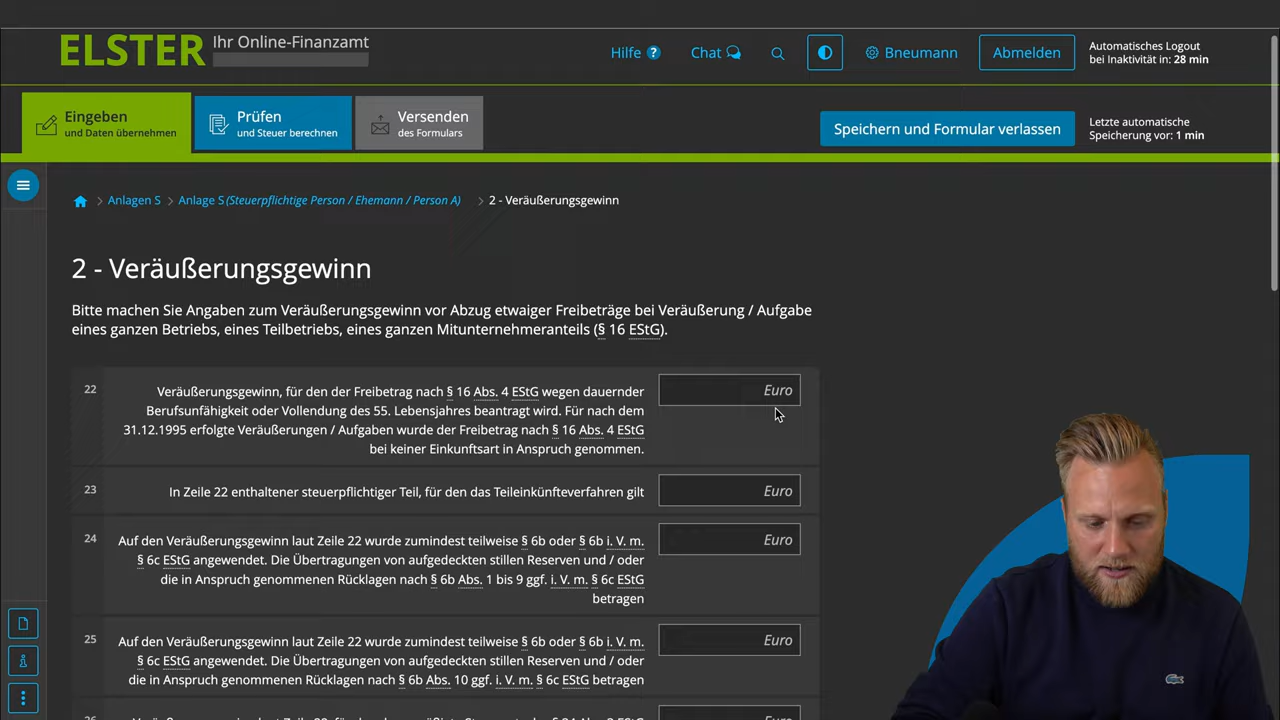 ELSTER Ihr Online-Finanzamt
Hilfe ? Chat Bneumann Abmelden
Automatisches Logout
bei Inaktivität in: 28 min
Eingeben
und Daten übernehmen
Prüfen
und Steuer berechnen
Versenden
des Formulars
Speichern und Formular verlassen
Letzte automatische
Speicherung vor: 1 min
Anlagen S > Anlage S (Steuerpflichtige Person / Ehemann / Person A) > 2 - Veräußerungsgewinn
2 - Veräußerungsgewinn
Bitte machen Sie Angaben zum Veräußerungsgewinn vor Abzug etwaiger Freibeträge bei Veräußerung / Aufgabe
eines ganzen Betriebs, eines Teilbetriebs, eines ganzen Mitunternehmeranteils (§ 16 EStG).
22 Veräußerungsgewinn, für den der Freibetrag nach § 16 Abs. 4 EStG wegen dauernder Euro
Berufsunfähigkeit oder Vollendung des 55. Lebensjahres beantragt wird. Für nach dem
31.12.1995 erfolgte Veräußerungen / Aufgaben wurde der Freibetrag nach § 16 Abs. 4 EStG
bei keiner Einkunftsart in Anspruch genommen.
23 In Zeile 22 enthaltener steuerpflichtiger Teil, für den das Teileinkünfteverfahren gilt Euro
24 Auf den Veräußerungsgewinn laut Zeile 22 wurde zumindest teilweise § 6b oder § 6b i. V. m. Euro
§ 6c EStG angewendet. Die Übertragungen von aufgedeckten stillen Reserven und / oder
die in Anspruch genommenen Rücklagen nach § 6b Abs. 1 bis 9 ggf. i. V. m. § 6c EStG
betragen
25 Auf den Veräußerungsgewinn laut Zeile 22 wurde zumindest teilweise § 6b oder § 6b i. V. m. Euro
§ 6c EStG angewendet. Die Übertragungen von aufgedeckten stillen Reserven und / oder
die in Anspruch genommenen Rücklagen nach § 6b Abs. 10 ggf. i. V. m. § 6c EStG betragen